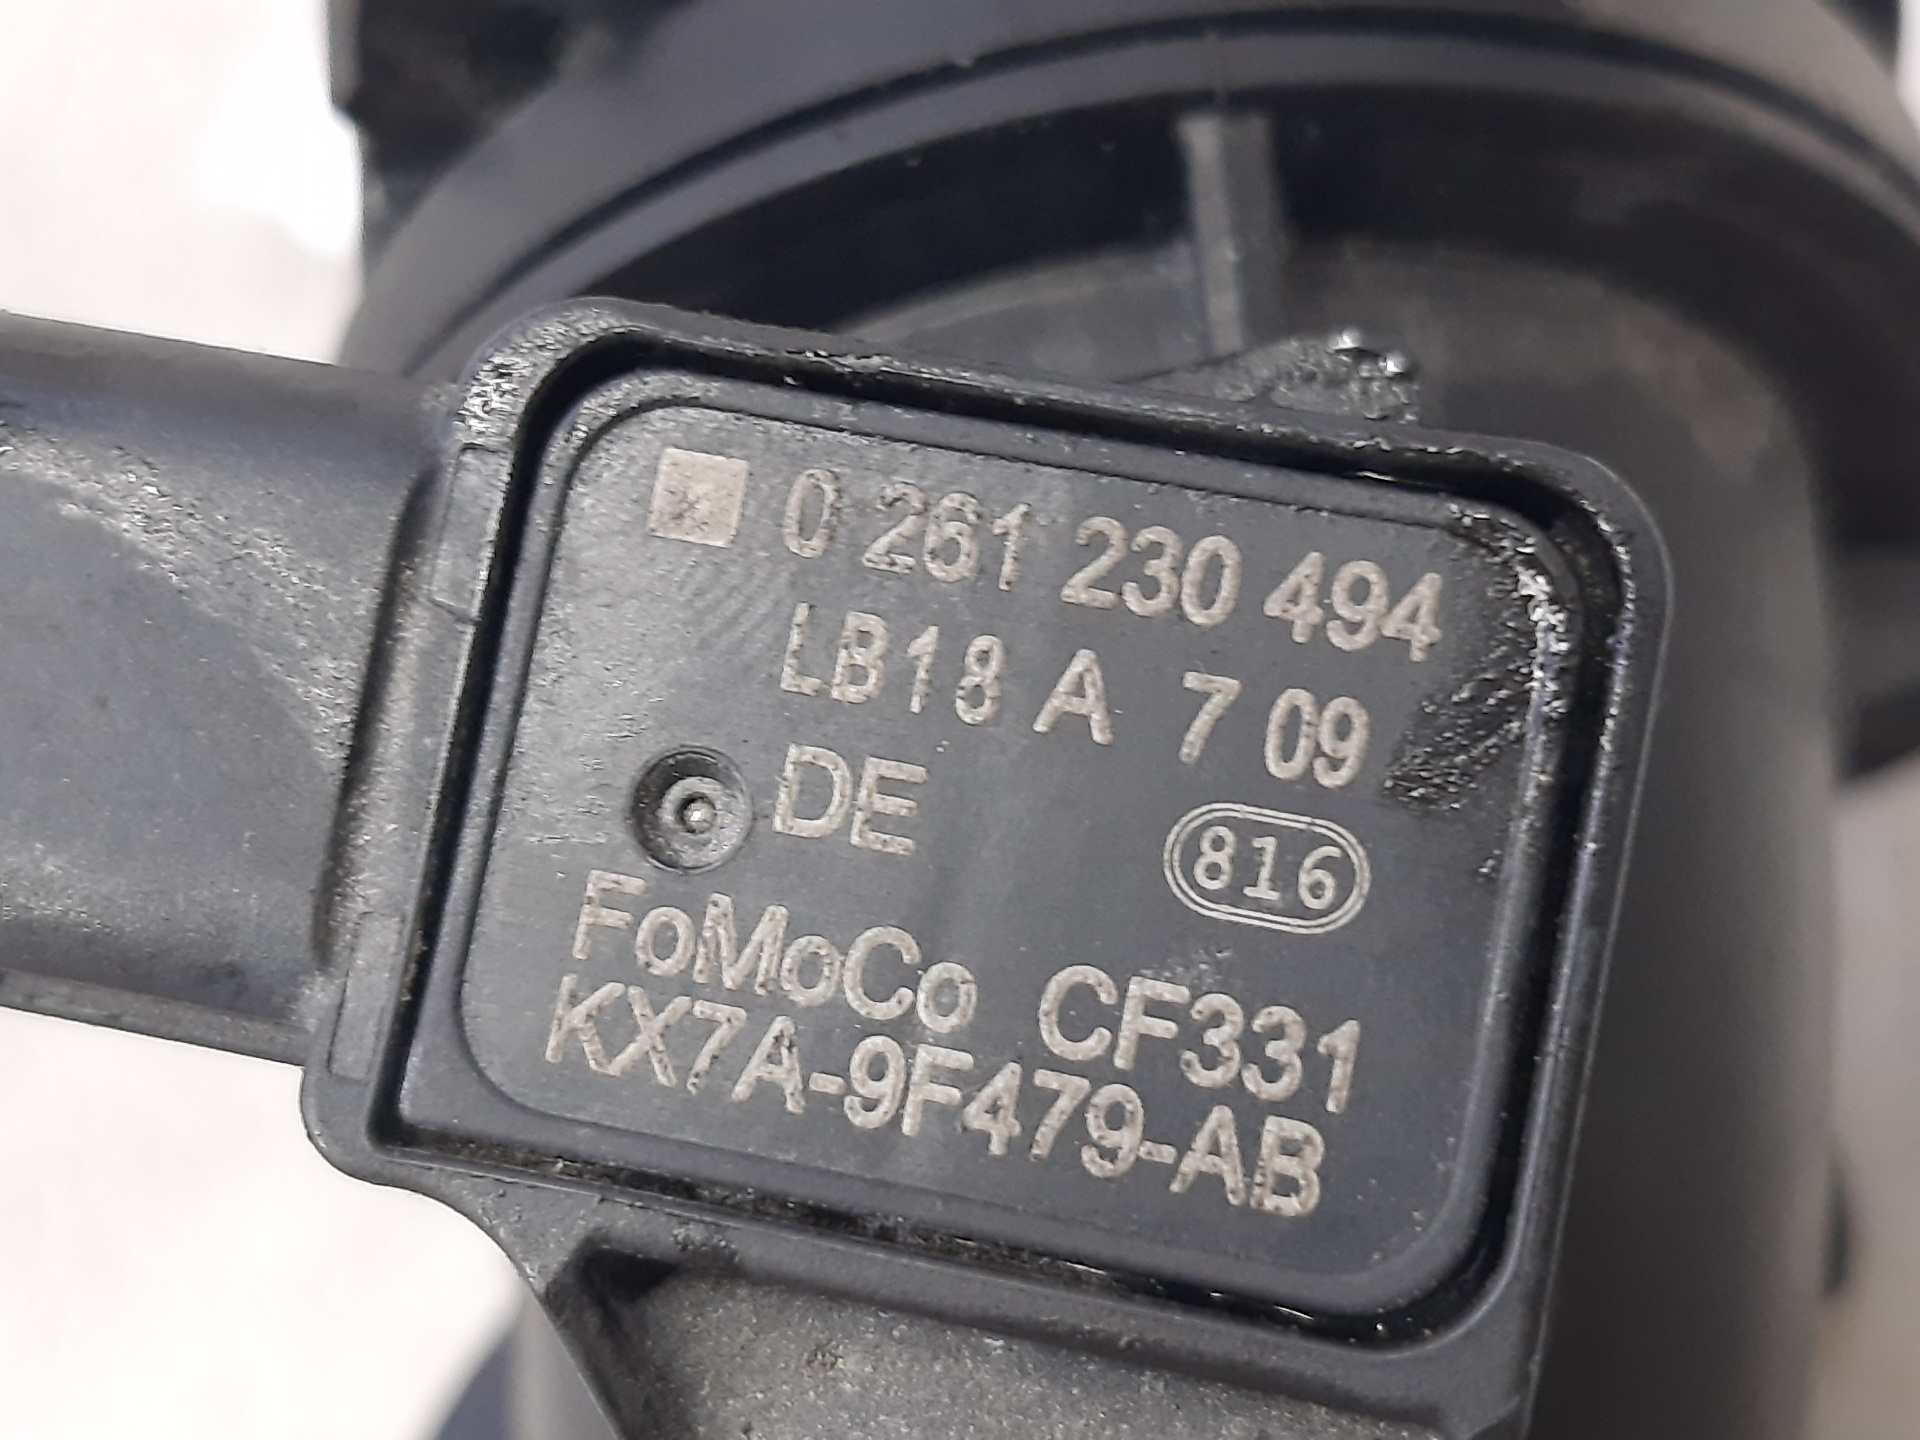 0 261 230 494
LB18 A 7 09
DE 816
FoMoCo CF331
KX7A-9F479-AB